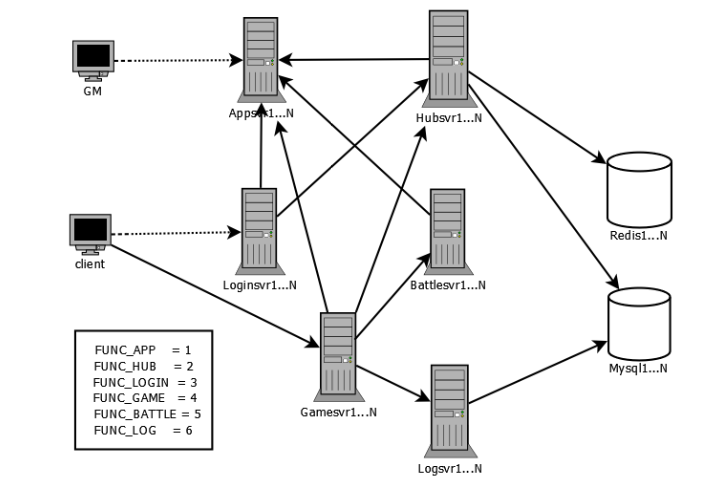 GM
Appsvr1...N
Hubsvr1...N
Redis1...N
client
Loginsvr1...N
Battlesvr1...N
Mysql1...N
Gamesvr1...N
Logsvr1...N
FUNC_APP = 1
FUNC_HUB = 2
FUNC_LOGIN = 3
FUNC_GAME = 4
FUNC_BATTLE = 5
FUNC_LOG = 6